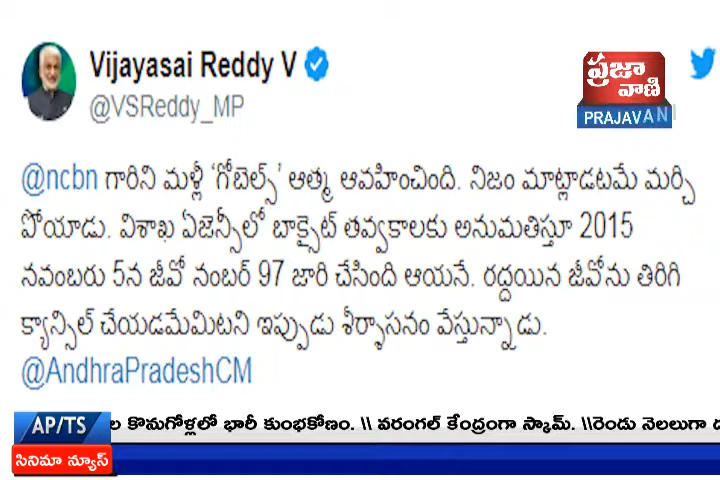 Vijayasai Reddy V
@VSReddy_MP
ప్రజా
వాణి
PRAJAVANI
@ncbn గారిని మళ్లీ ‘గోబెల్స్’ ఆత్మ ఆవహించింది. నిజం మాట్లాడటమే మర్చి
పోయాడు. విశాఖ ఏజెన్సీలో బాక్సైట్ తవ్వకాలకు అనుమతిస్తూ 2015
నవంబరు 5న జీవో నంబర్ 97 జారీ చేసింది ఆయనే. రద్దయిన జీవోను తిరిగి
క్యాన్సిల్ చేయడమేమిటని ఇప్పుడు శీర్షాసనం వేస్తున్నాడు.
@AndhraPradeshCM
AP/TS
ల కొనుగోళ్లలో భారీ కుంభకోణం. \\ వరంగల్ కేంద్రంగా స్కామ్. \\రెండు నెలలుగా
సినిమా న్యూస్